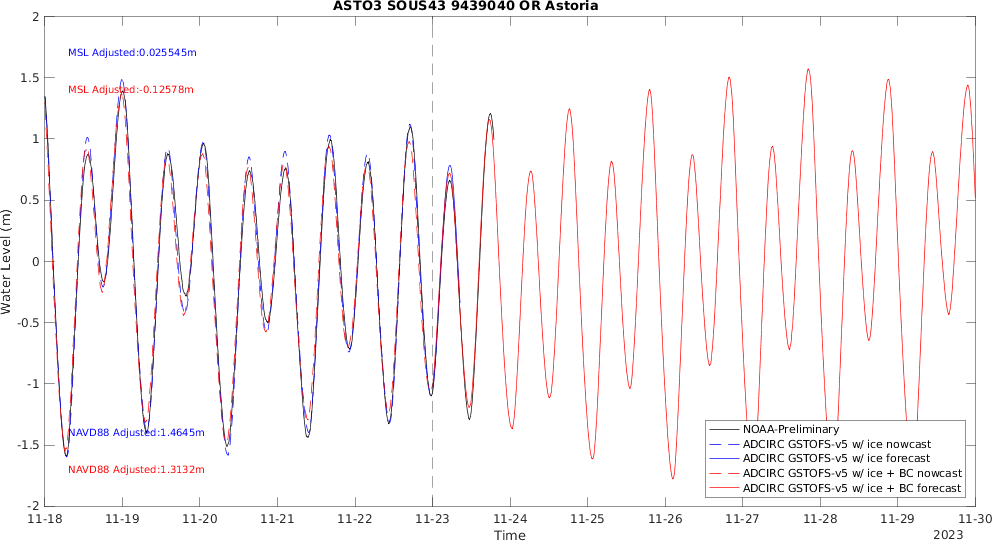 ASTO3 SOUS43 9439040 OR Astoria
2
1.5
1
0.5
0
-0.5
-1
-1.5
-2
Water Level (m)
MSL Adjusted:0.025545m
MSL Adjusted:-0.12578m
NAVD88 Adjusted:1.4645m
NAVD88 Adjusted:1.3132m
NOAA-Preliminary
ADCIRC GSTOFS-v5 w/ ice nowcast
ADCIRC GSTOFS-v5 w/ ice forecast
ADCIRC GSTOFS-v5 w/ ice + BC nowcast
ADCIRC GSTOFS-v5 w/ ice + BC forecast
11-18 11-19 11-20 11-21 11-22 11-23 11-24 11-25 11-26 11-27 11-28 11-29 11-30
Time
2023